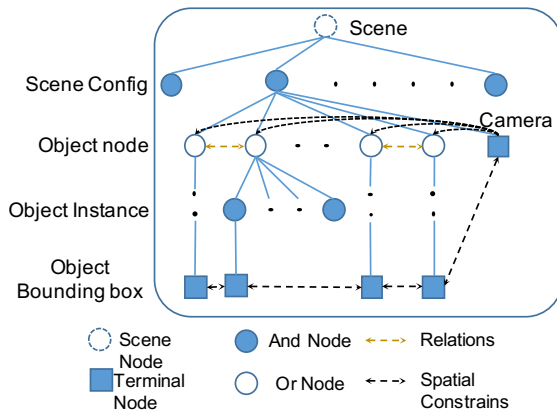 Scene
Scene Config
Camera
Object node
Object Instance
Object
Bounding box
Scene
Node
And Node
Relations
Terminal
Node
Or Node
Spatial
Constrains